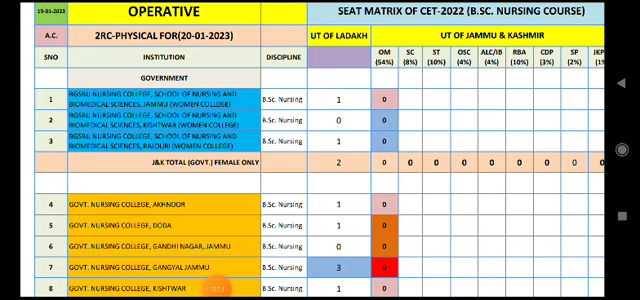 19-01-2023 OPERATIVE SEAT MATRIX OF CET-2022 (B.SC. NURSING COURSE)
A.C. 2RC-PHYSICAL FOR(20-01-2023) UT OF LADAKH UT OF JAMMU & KASHMIR
SNO INSTITUTION DISCIPLINE OM (54%) SC (8%) ST (10%) OSC (4%) ALC/IB (4%) RBA (10%) CDP (3%) SP (2%) JKP (1%
GOVERNMENT
1 BGSBU NURSING COLLEGE, SCHOOL OF NURSING AND BIOMEDICAL SCIENCES, JAMMU (WOMEN COLLEGE) B.Sc. Nursing 1 0
2 BGSBU NURSING COLLEGE, SCHOOL OF NURSING AND BIOMEDICAL SCIENCES, KISHTWAR (WOMEN COLLEGE) B.Sc. Nursing 0 0
3 BGSBU NURSING COLLEGE, SCHOOL OF NURSING AND BIOMEDICAL SCIENCES, RAJOURI (WOMEN COLLEGE) B.Sc. Nursing 1 0
J&K TOTAL (GOVT.) FEMALE ONLY 2 0 0 0 0 0 0 0 0 0
4 GOVT. NURSING COLLEGE, AKHNOOR B.Sc. Nursing 1 0
5 GOVT. NURSING COLLEGE, DODA B.Sc. Nursing 1 0
6 GOVT. NURSING COLLEGE, GANDHI NAGAR, JAMMU B.Sc. Nursing 0 0
7 GOVT. NURSING COLLEGE, GANGYAL JAMMU B.Sc. Nursing 3 0
8 GOVT. NURSING COLLEGE, KISHTWAR B.Sc. Nursing 1 0